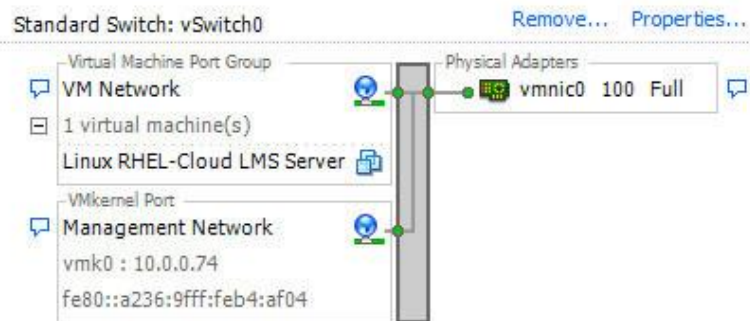 Standard Switch: vSwitch0
Remove... Properties...
Virtual Machine Port Group
VM Network
1 virtual machine(s)
Linux RHEL-Cloud LMS Server
VMkernel Port
Management Network
vmk0 : 10.0.0.74
fe80::a236:9fff:feb4:af04
Physical Adapters
vmnic0 100 Full